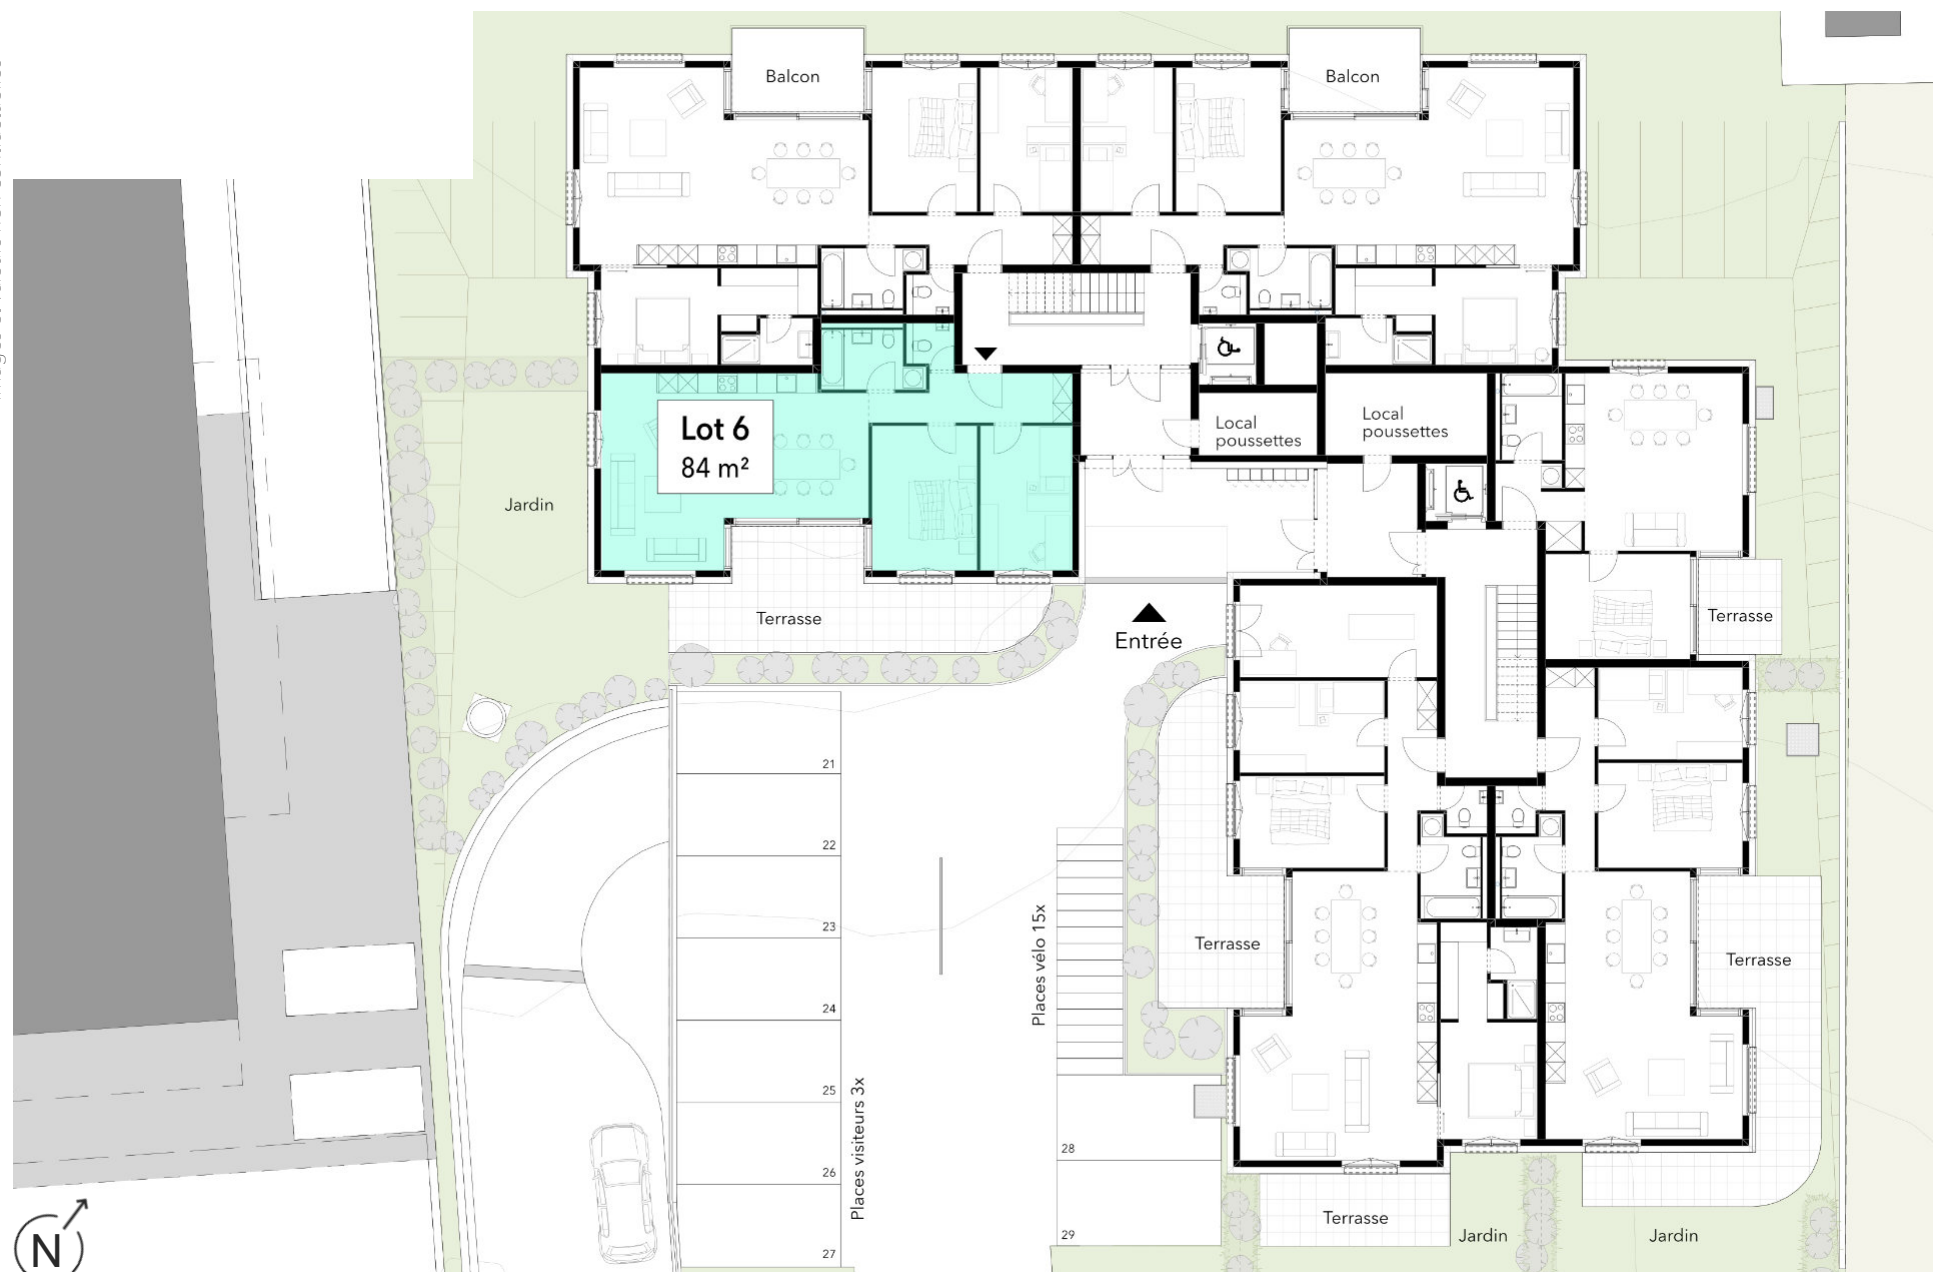 Balcon
Balcon
Lot 6
84 m²
Local
poussettes
Local
poussettes
Jardin
Terrasse
Entrée
Terrasse
21
22
23
24
25
26
27
Places visiteurs 3x
Places vélo 15x
Terrasse
Terrasse
28
29
Terrasse
Jardin
Jardin
N